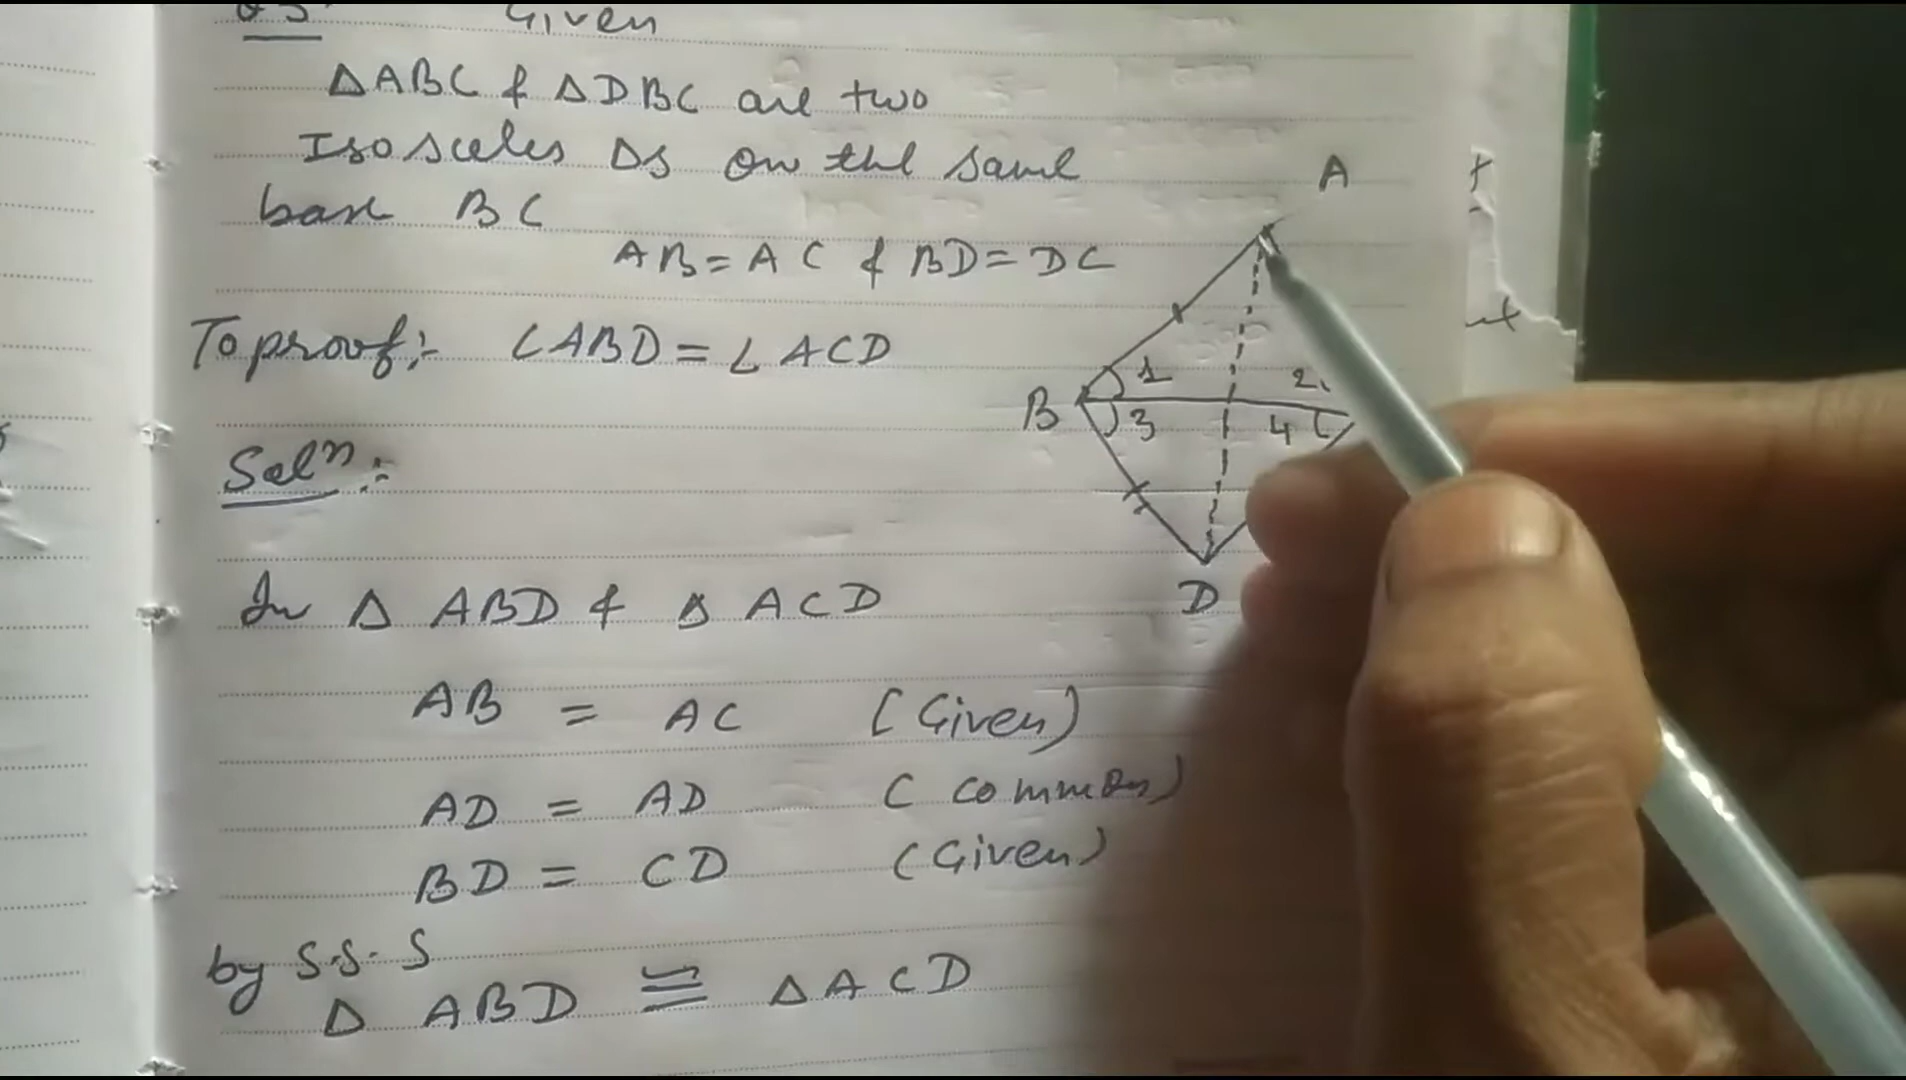 Q5. Given
ΔABC & ΔDBC are two
Isosceles Δs on the same
base BC
AB = AC & BD = DC
To proof:- ∠ABD = ∠ACD
Solⁿ:-
In Δ ABD & Δ ACD
AB = AC (Given)
AD = AD (common)
BD = CD (Given)
by S.S.S
Δ ABD ≅ Δ ACD
A
1 2
B
3 4
D